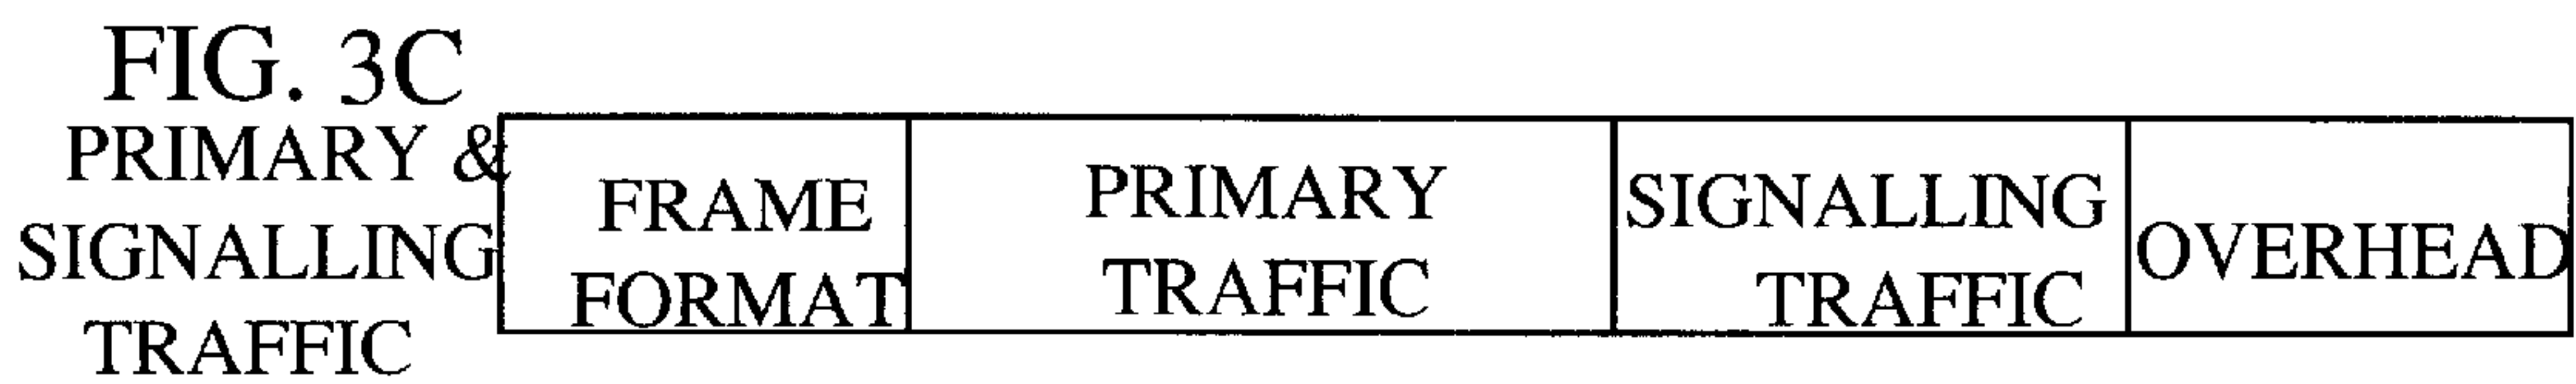 FIG. 3C
PRIMARY &
SIGNALLING
TRAFFIC
FRAME
FORMAT
PRIMARY
TRAFFIC
SIGNALLING
TRAFFIC
OVERHEAD